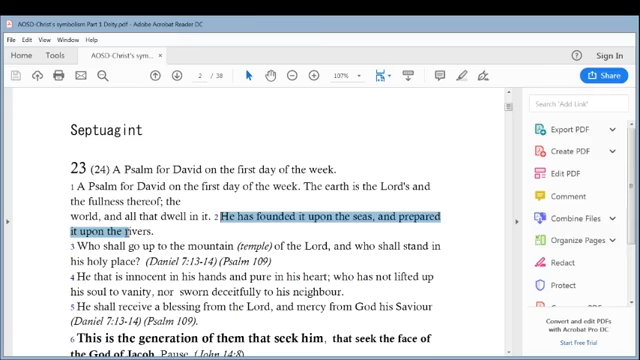 AOSD-Christ's symbolism Part 1 Deity.pdf - Adobe Acrobat Reader DC
File Edit View Window Help
Home Tools AOSD-Christ's sym... × Sign In
2 / 38 107% Share
Septuagint
23 (24) A Psalm for David on the first day of the week.
1 A Psalm for David on the first day of the week. The earth is the Lord's and
the fullness thereof; the
world, and all that dwell in it. 2 He has founded it upon the seas, and prepared
it upon the rivers.
3 Who shall go up to the mountain (temple) of the Lord, and who shall stand in
his holy place? (Daniel 7:13-14) (Psalm 109)
4 He that is innocent in his hands and pure in his heart; who has not lifted up
his soul to vanity, nor sworn deceitfully to his neighbour.
5 He shall receive a blessing from the Lord, and mercy from God his Saviour
(Daniel 7:13-14) (Psalm 109).
6 This is the generation of them that seek him, that seek the face of
the God of Jacob. Pause. (John 14:8)
Search 'Add Link'
Export PDF
Create PDF
Edit PDF
Comment
Combine Files
Organize Pages
Redact
Protect
Convert and edit PDFs
with Acrobat Pro DC
Start Free Trial